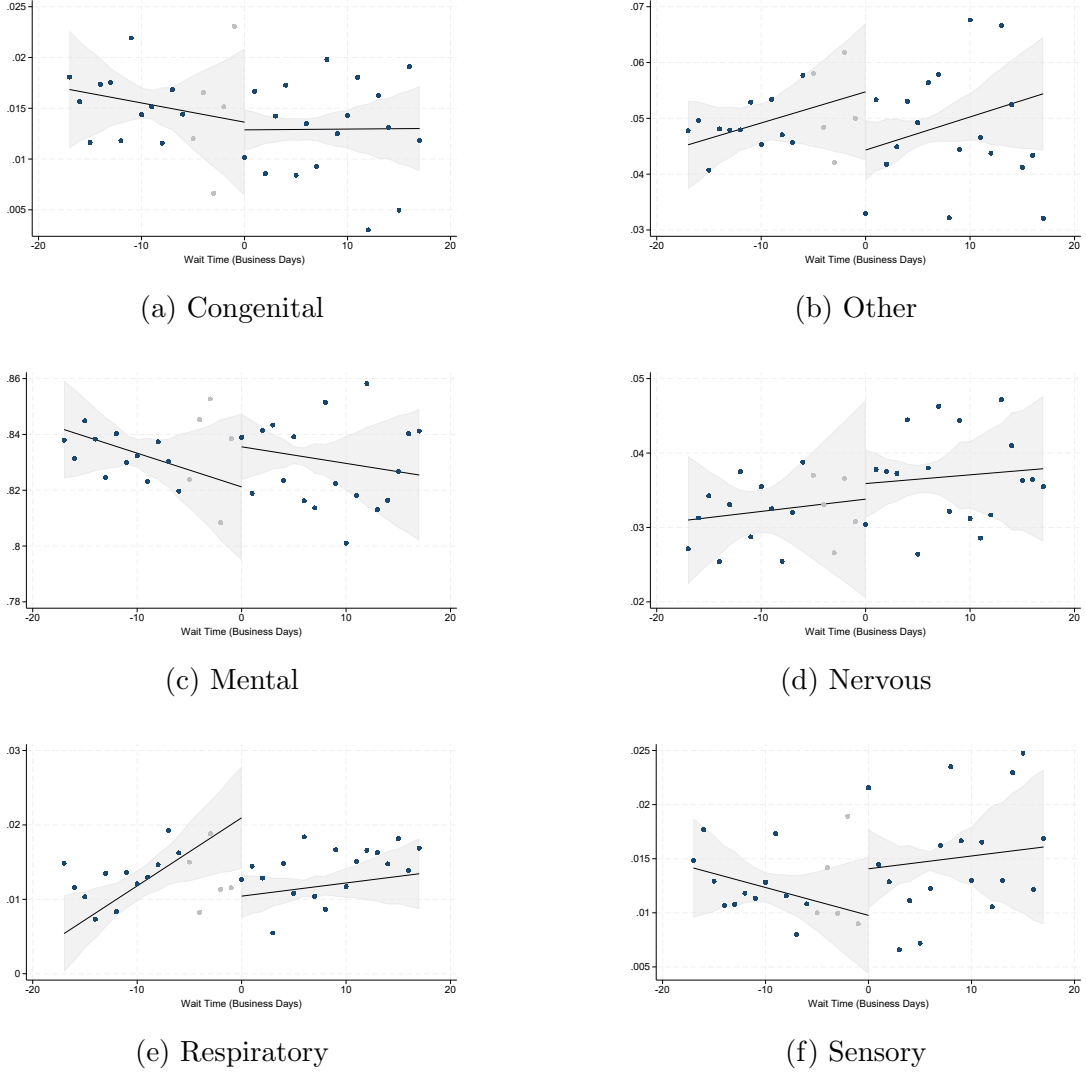 .025
.02
.015
.01
.005
-20 -10 0 10 20
Wait Time (Business Days)
(a) Congenital
.07
.06
.05
.04
.03
-20 -10 0 10 20
Wait Time (Business Days)
(b) Other
.86
.84
.82
.8
.78
-20 -10 0 10 20
Wait Time (Business Days)
(c) Mental
.05
.04
.03
.02
-20 -10 0 10 20
Wait Time (Business Days)
(d) Nervous
.03
.02
.01
0
-20 -10 0 10 20
Wait Time (Business Days)
(e) Respiratory
.025
.02
.015
.01
.005
-20 -10 0 10 20
Wait Time (Business Days)
(f) Sensory